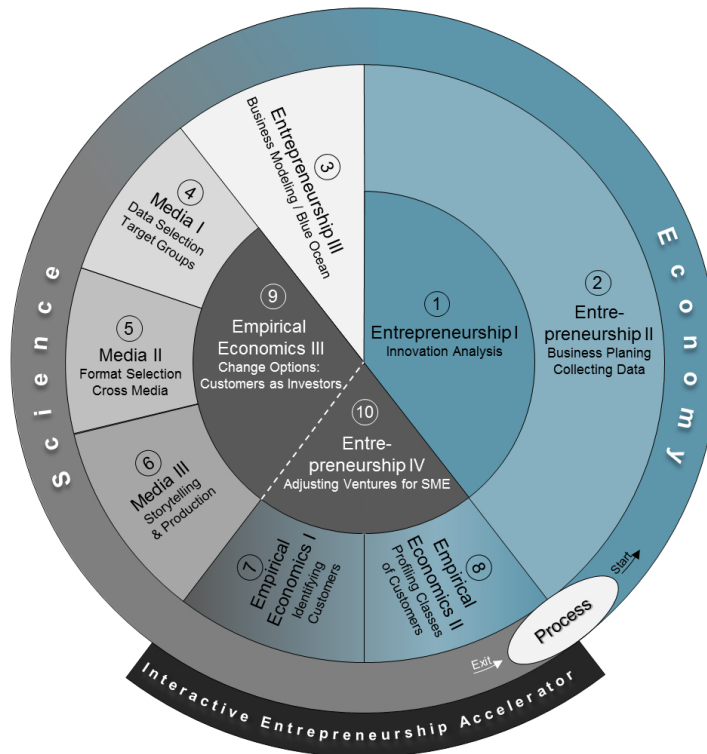 Science
Economy
1
Entrepreneurship I
Innovation Analysis
2
Entre-
preneurship II
Business Planing
Collecting Data
3
Entrepreneurship III
Business Modeling / Blue Ocean
4
Media I
Data Selection
Target Groups
5
Media II
Format Selection
Cross Media
6
Media III
Storytelling
& Production
7
Empirical
Economics I
Identifying
Customers
8
Empirical
Economics II
Profiling Classes
of Customers
9
Empirical
Economics III
Change Options:
Customers as Investors
10
Entre-
preneurship IV
Adjusting Ventures for SME
Start
Process
Exit
Interactive Entrepreneurship Accelerator